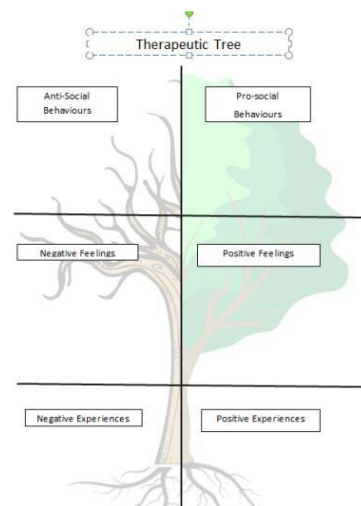 Therapeutic Tree
Anti-Social
Behaviours
Pro-social
Behaviours
Negative Feelings
Positive Feelings
Negative Experiences
Positive Experiences